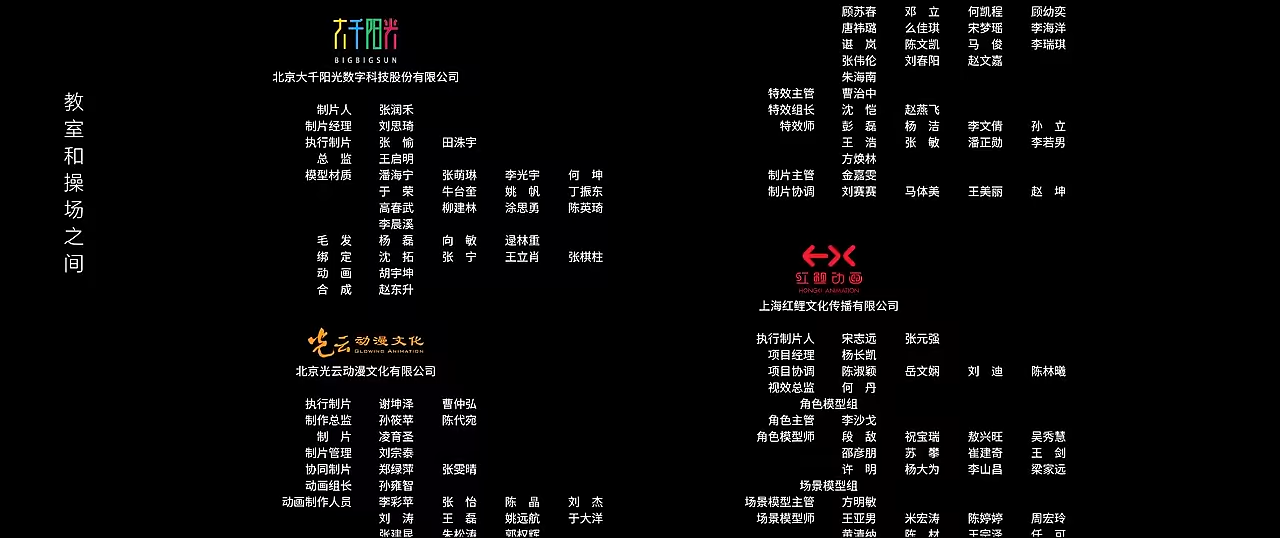 教室和操场之间
大千阳光
BIGBIGSUN
北京大千阳光数字科技股份有限公司
制片人 张润禾
制片经理 刘思琦
执行制片 张 愉 田洙宇
总 监 王启明
模型材质 潘海宁 张萌琳 李光宇 何 坤
于 荣 牛台奎 姚 帆 丁振东
高春武 柳建林 涂思勇 陈英琦
李晨溪
毛 发 杨 磊 向 敏 逯林重
绑 定 沈 拓 张 宁 王立肖 张棋柱
动 画 胡宇坤
合 成 赵东升
光云动漫文化
GLOWING ANIMATION
北京光云动漫文化有限公司
执行制片 谢坤泽 曹仲弘
制作总监 孙筱苹 陈代宛
制 片 凌育圣
制片管理 刘宗泰
协同制片 郑绿萍 张雯晴
动画组长 孙雍智
动画制作人员 李彩苹 张 怡 陈 晶 刘 杰
刘 涛 王 磊 姚远航 于大洋
张建昆 朱松涛 郭权辉
顾苏春 邓 立 何凯程 顾幼奕
唐祎璐 么佳琪 宋梦瑶 李海洋
谌 岚 陈文凯 马 俊 李瑞琪
张伟伦 刘春阳 赵文嘉
朱海南
特效主管 曹治中
特效组长 沈 恺 赵燕飞
特效师 彭 磊 杨 洁 李文倩 孙 立
王 浩 张 敏 潘正勋 李若男
方焕林
制片主管 金嘉雯
制片协调 刘赛赛 马体美 王美丽 赵 坤
红鲤动画
HONGLI ANIMATION
上海红鲤文化传播有限公司
执行制片人 宋志远 张元强
项目经理 杨长凯
项目协调 陈淑颖 岳文娴 刘 迪 陈林曦
视效总监 何 丹
角色模型组
角色主管 李沙戈
角色模型师 段 敌 祝宝瑞 敖兴旺 吴秀慧
邵彦朋 苏 攀 崔建奇 王 剑
许 明 杨大为 李山昌 梁家远
场景模型组
场景模型主管 方明敏
场景模型师 王亚男 米宏涛 陈婷婷 周宏玲
黄清纳 陈 材 王宗泽 任 可